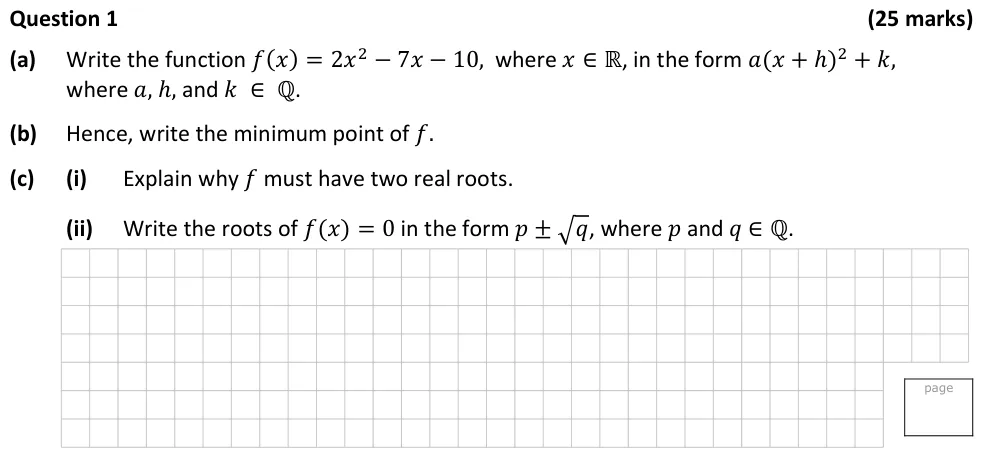 Question 1 (25 marks)
(a) Write the function f(x) = 2x² − 7x − 10, where x ∈ ℝ, in the form a(x + h)² + k,
where a, h, and k ∈ ℚ.
(b) Hence, write the minimum point of f.
(c) (i) Explain why f must have two real roots.
(ii) Write the roots of f(x) = 0 in the form p ± √q, where p and q ∈ ℚ.
page